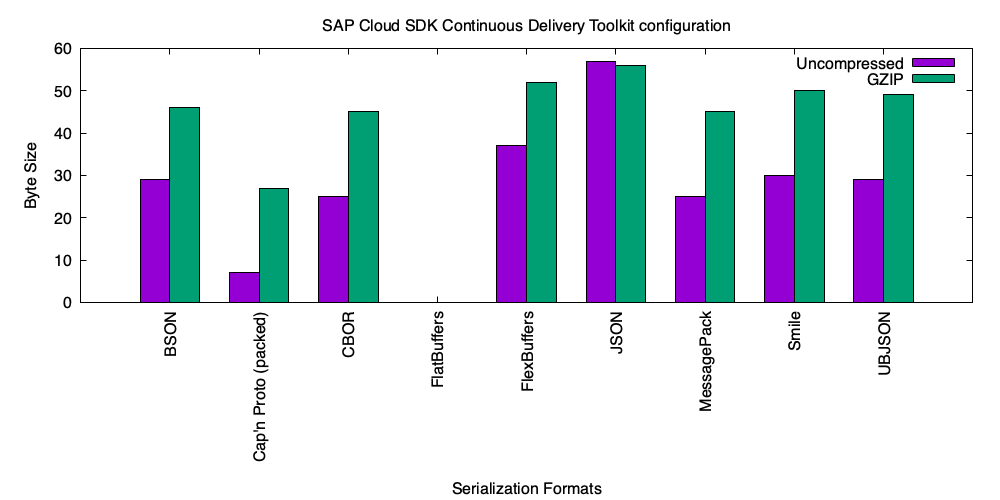 SAP Cloud SDK Continuous Delivery Toolkit configuration
60
50
40
30
20
10
0
Byte Size
Uncompressed
GZIP
BSON
Cap'n Proto (packed)
CBOR
FlatBuffers
FlexBuffers
JSON
MessagePack
Smile
UBJSON
Serialization Formats